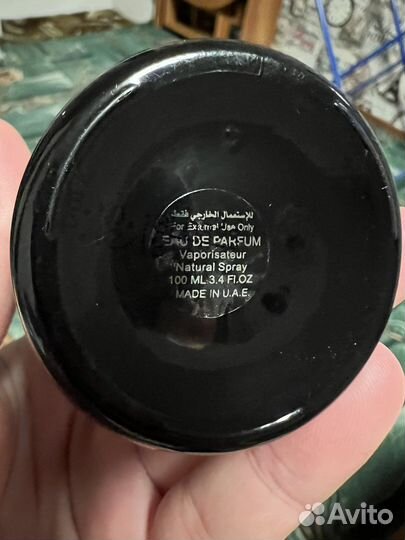 للإستعمال الخارجي فقط
For External Use Only
EAU DE PARFUM
Vaporisateur
Natural Spray
100 ML 3.4 Fl.OZ
MADE IN U.A.E.
Avito